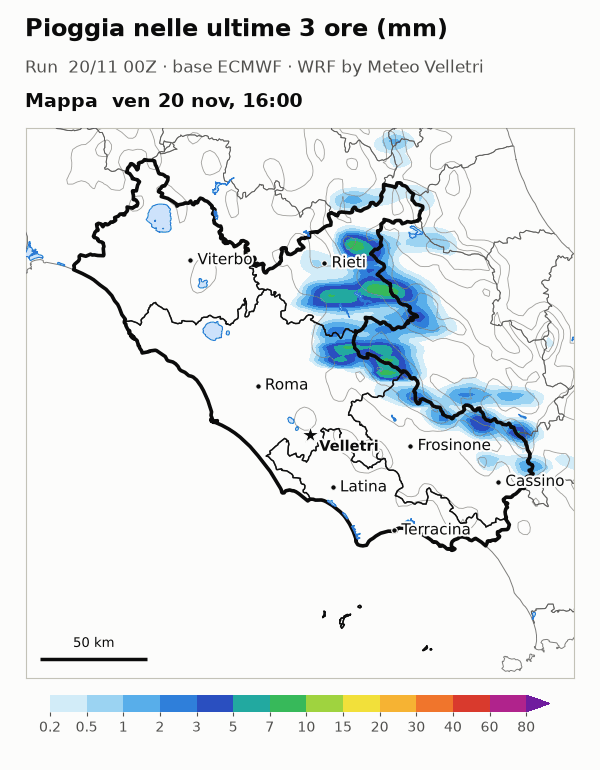 Pioggia nelle ultime 3 ore (mm)
Run 20/11 00Z · base ECMWF · WRF by Meteo Velletri
Mappa ven 20 nov, 16:00
Viterbo
Rieti
Roma
Velletri
Frosinone
Latina
Cassino
Terracina
50 km
0.2 0.5 1 2 3 5 7 10 15 20 30 40 60 80